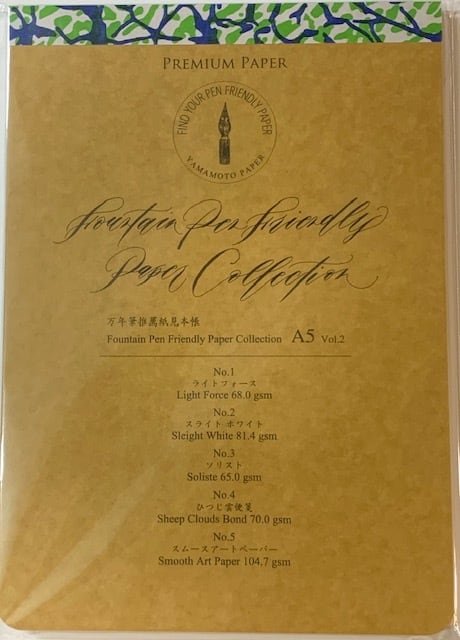 PREMIUM PAPER
FIND YOUR PEN FRIENDLY PAPER
YAMAMOTO PAPER
Fountain Pen Friendly
Paper Collection
万年筆推薦紙見本帳
Fountain Pen Friendly Paper Collection A5 Vol.2
No.1
ライトフォース
Light Force 68.0 gsm
No.2
スライト ホワイト
Sleight White 81.4 gsm
No.3
ソリスト
Soliste 65.0 gsm
No.4
ひつじ雲便箋
Sheep Clouds Bond 70.0 gsm
No.5
スムースアートペーパー
Smooth Art Paper 104.7 gsm